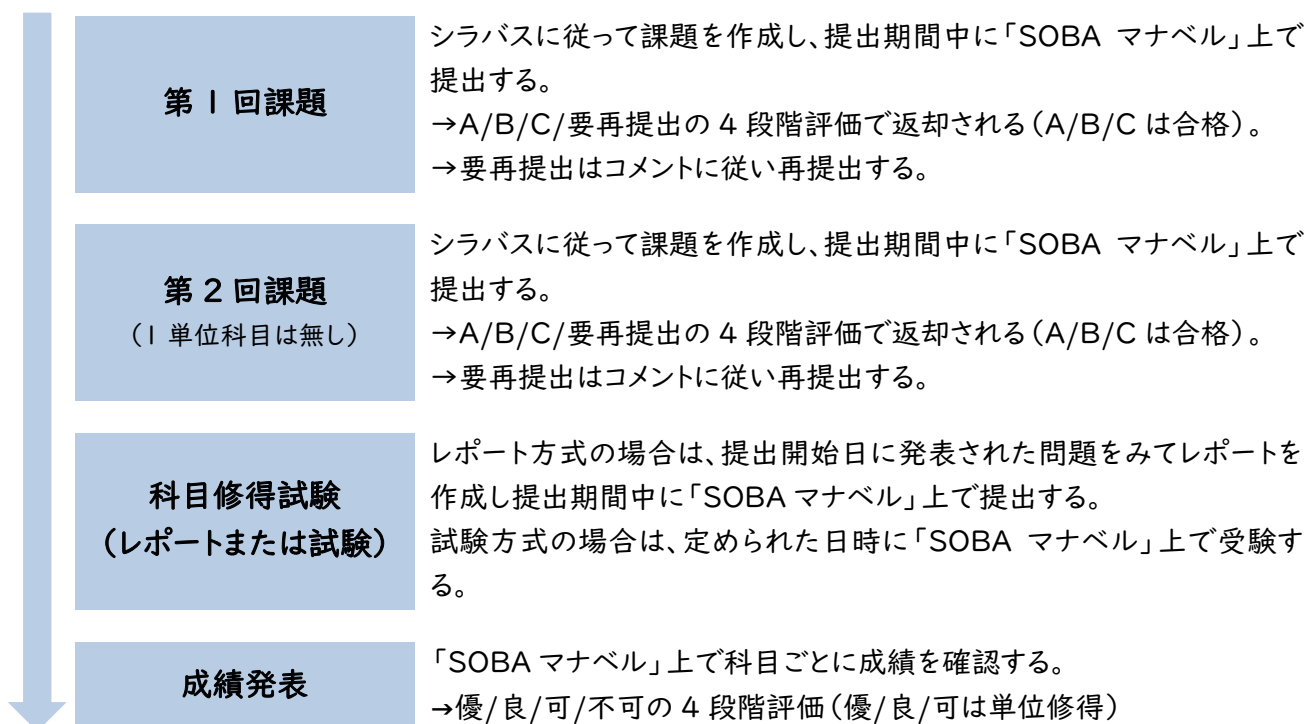 第1回課題
シラバスに従って課題を作成し、提出期間中に「SOBA マナベル」上で
提出する。
→A/B/C/要再提出の 4 段階評価で返却される(A/B/C は合格)。
→要再提出はコメントに従い再提出する。
第2回課題
(1 単位科目は無し)
シラバスに従って課題を作成し、提出期間中に「SOBA マナベル」上で
提出する。
→A/B/C/要再提出の 4 段階評価で返却される(A/B/C は合格)。
→要再提出はコメントに従い再提出する。
科目修得試験
(レポートまたは試験)
レポート方式の場合は、提出開始日に発表された問題をみてレポートを
作成し提出期間中に「SOBA マナベル」上で提出する。
試験方式の場合は、定められた日時に「SOBA マナベル」上で受験す
る。
成績発表
「SOBA マナベル」上で科目ごとに成績を確認する。
→優/良/可/不可の 4 段階評価(優/良/可は単位修得)